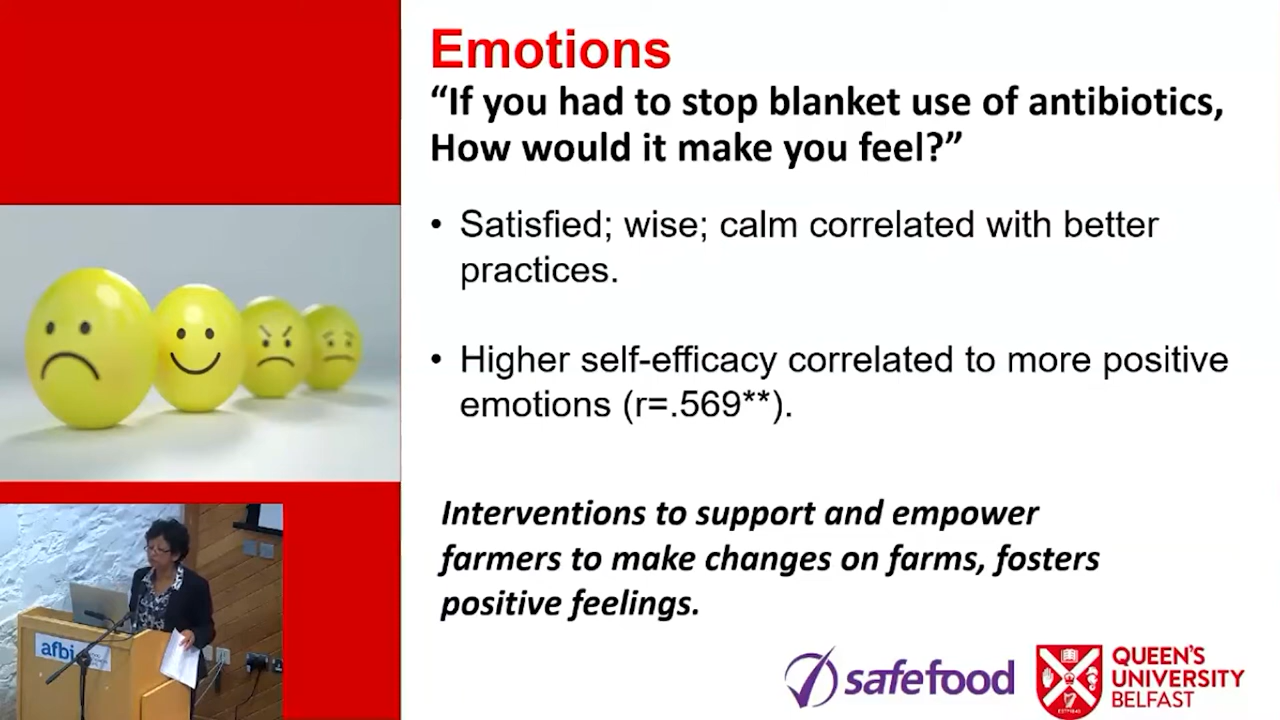 Emotions
“If you had to stop blanket use of antibiotics,
How would it make you feel?”
• Satisfied; wise; calm correlated with better
practices.
• Higher self-efficacy correlated to more positive
emotions (r=.569**).
Interventions to support and empower
farmers to make changes on farms, fosters
positive feelings.
afbi
safefood
QUEEN'S
UNIVERSITY
BELFAST